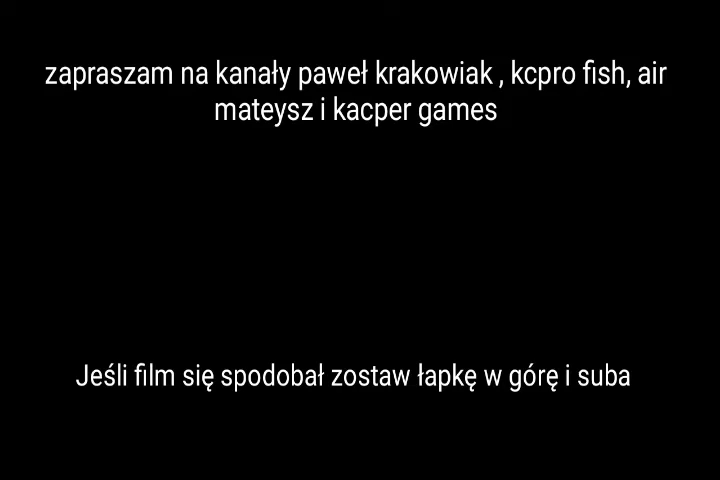 zapraszam na kanały paweł krakowiak , kcpro fish, air
mateysz i kacper games
Jeśli film się spodobał zostaw łapkę w górę i suba